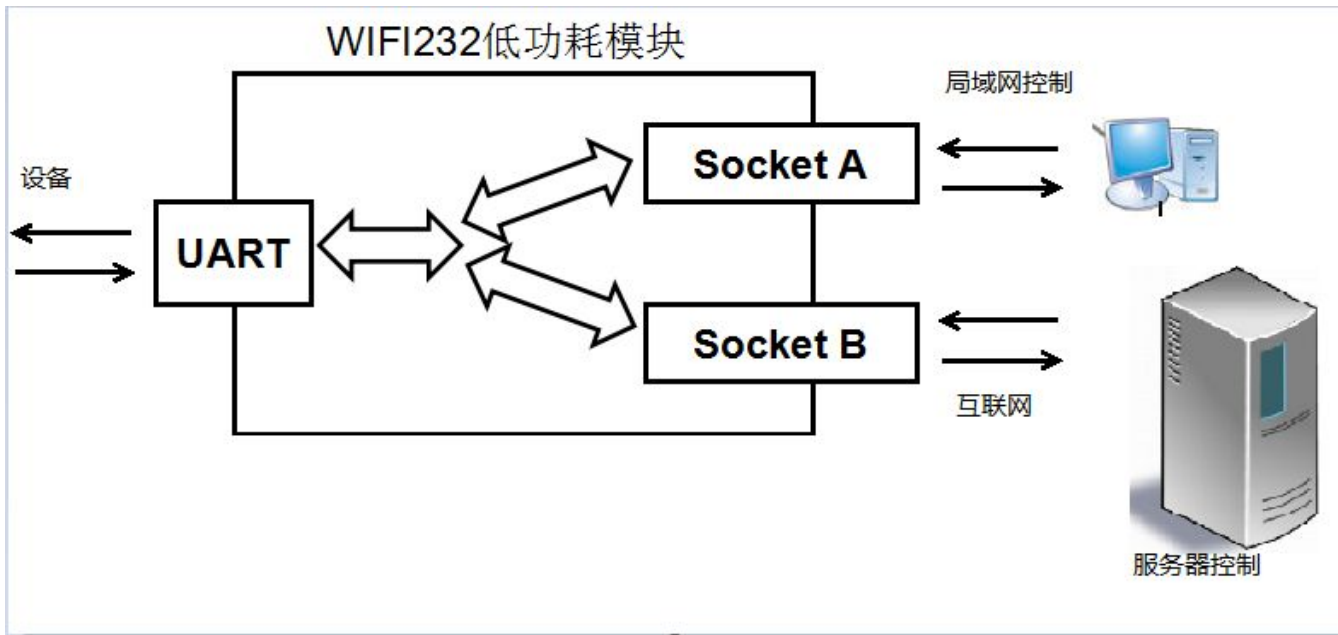 WIFI232低功耗模块
局域网控制
Socket A
设备
UART
Socket B
互联网
服务器控制